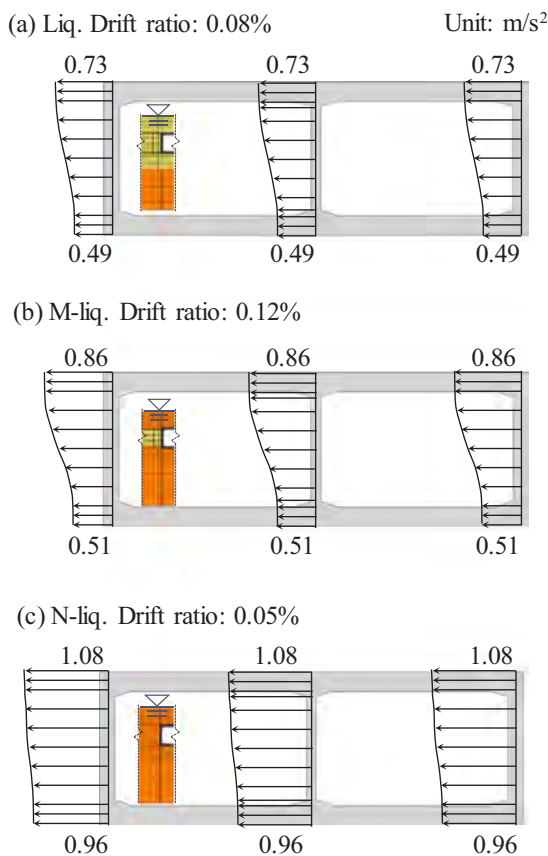 (a) Liq. Drift ratio: 0.08% Unit: m/s²
0.73 0.73 0.73
0.49 0.49 0.49
(b) M-liq. Drift ratio: 0.12%
0.86 0.86 0.86
0.51 0.51 0.51
(c) N-liq. Drift ratio: 0.05%
1.08 1.08 1.08
0.96 0.96 0.96